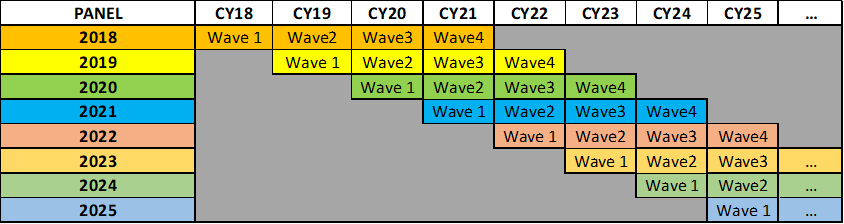 PANEL CY18 CY19 CY20 CY21 CY22 CY23 CY24 CY25 ...
2018 Wave 1 Wave2 Wave3 Wave4
2019 Wave 1 Wave2 Wave3 Wave4
2020 Wave 1 Wave2 Wave3 Wave4
2021 Wave 1 Wave2 Wave3 Wave4
2022 Wave 1 Wave2 Wave3 Wave4
2023 Wave 1 Wave2 Wave3 ...
2024 Wave 1 Wave2 ...
2025 Wave 1 ...